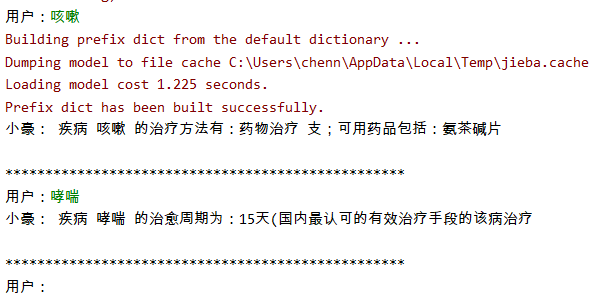 用户：咳嗽
Building prefix dict from the default dictionary ...
Dumping model to file cache C:\Users\chenn\AppData\Local\Temp\jieba.cache
Loading model cost 1.225 seconds.
Prefix dict has been built successfully.
小豪： 疾病 咳嗽 的治疗方法有：药物治疗 支；可用药品包括：氨茶碱片
**************************************************
用户：哮喘
小豪： 疾病 哮喘 的治愈周期为：15天(国内最认可的有效治疗手段的该病治疗
**************************************************
用户：